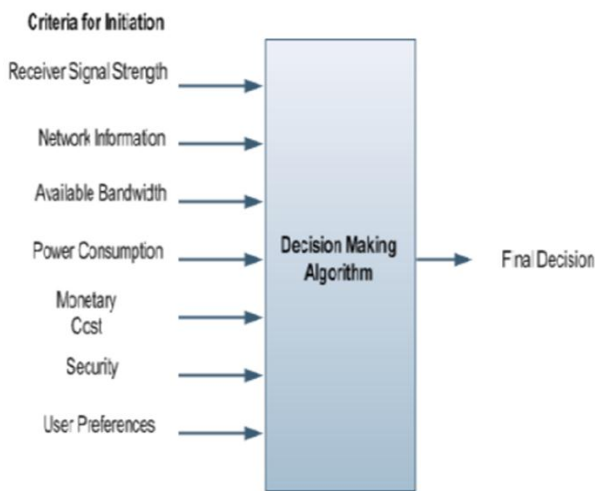 Criteria for Initiation
Receiver Signal Strength
Network Information
Available Bandwidth
Power Consumption
Monetary
Cost
Security
User Preferences
Decision Making
Algorithm
Final Decision